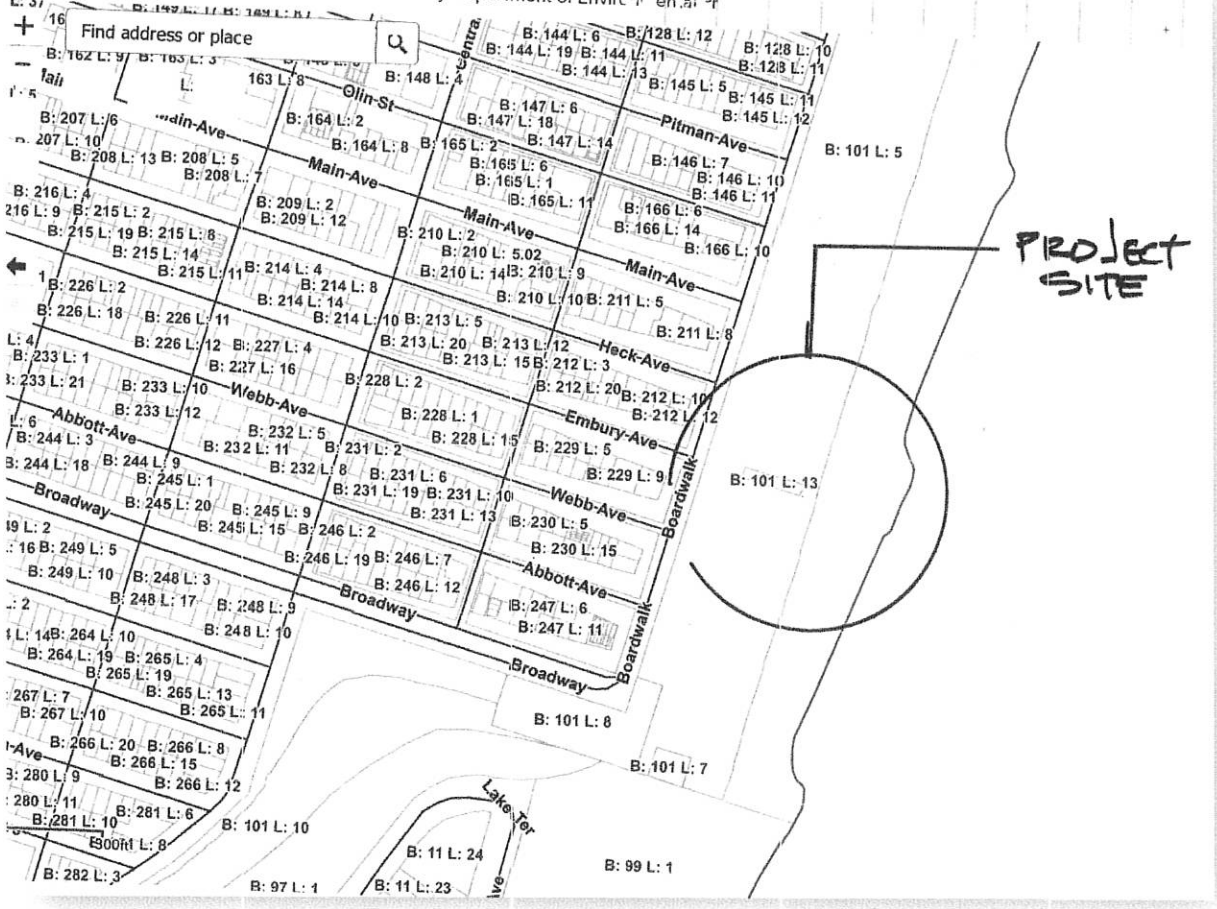 Find address or place
B: 144 L: 6
B: 128 L: 12
B: 128 L: 10
B: 144 L: 19
B: 144 L: 11
B: 128 L: 11
B: 144 L: 13
B: 162 L: 9
B: 163 L: 3
163 L: 8
B: 148 L: 4
B: 145 L: 5
B: 145 L: 11
B: 145 L: 12
Olin-St
B: 147 L: 6
B: 147 L: 18
B: 147 L: 14
Pitman-Ave
B: 207 L: 6
B: 164 L: 2
B: 164 L: 8
B: 165 L: 2
B: 101 L: 5
207 L: 10
B: 208 L: 13
B: 208 L: 5
B: 208 L: 7
Main-Ave
B: 165 L: 6
B: 165 L: 1
B: 165 L: 11
B: 146 L: 7
B: 146 L: 10
B: 146 L: 11
B: 216 L: 4
216 L: 9
B: 215 L: 2
B: 209 L: 2
B: 209 L: 12
Main-Ave
B: 166 L: 6
B: 166 L: 14
B: 166 L: 10
B: 215 L: 19
B: 215 L: 8
B: 215 L: 14
B: 215 L: 11
B: 210 L: 2
B: 210 L: 5.02
B: 210 L: 14
B: 210 L: 9
B: 210 L: 10
Main-Ave
PROJECT
SITE
B: 226 L: 2
B: 214 L: 4
B: 214 L: 8
B: 214 L: 14
B: 214 L: 10
B: 211 L: 5
B: 211 L: 8
B: 226 L: 18
B: 226 L: 11
B: 226 L: 12
B: 213 L: 5
B: 213 L: 20
B: 213 L: 12
B: 213 L: 15
Heck-Ave
B: 233 L: 1
B: 227 L: 4
B: 227 L: 16
B: 228 L: 2
B: 212 L: 3
B: 212 L: 20
B: 212 L: 10
B: 212 L: 12
B: 233 L: 21
B: 233 L: 10
B: 233 L: 12
Webb-Ave
B: 228 L: 1
B: 228 L: 15
Embury-Ave
Abbott-Ave
B: 244 L: 3
B: 232 L: 5
B: 232 L: 11
B: 232 L: 8
B: 231 L: 2
B: 229 L: 5
B: 229 L: 9
B: 101 L: 13
B: 244 L: 18
B: 244 L: 9
B: 245 L: 1
B: 231 L: 6
B: 231 L: 19
B: 231 L: 10
B: 231 L: 13
Webb-Ave
Boardwalk
Broadway
B: 245 L: 20
B: 245 L: 9
B: 245 L: 15
B: 246 L: 2
B: 230 L: 5
B: 230 L: 15
B: 249 L: 5
B: 249 L: 10
B: 246 L: 19
B: 246 L: 7
B: 246 L: 12
Abbott-Ave
B: 248 L: 3
B: 248 L: 17
B: 248 L: 9
B: 248 L: 10
Broadway
B: 247 L: 6
B: 247 L: 11
Boardwalk
B: 264 L: 10
B: 264 L: 19
B: 265 L: 4
B: 265 L: 19
B: 265 L: 13
B: 265 L: 11
Broadway
267 L: 7
B: 267 L: 10
B: 101 L: 8
B: 266 L: 20
B: 266 L: 8
B: 266 L: 15
B: 266 L: 12
B: 101 L: 7
B: 280 L: 9
280 L: 11
B: 281 L: 10
B: 281 L: 6
B: 101 L: 10
Lake-Ter
B: 11 L: 24
B: 99 L: 1
B: 282 L: 3
B: 97 L: 1
B: 11 L: 23